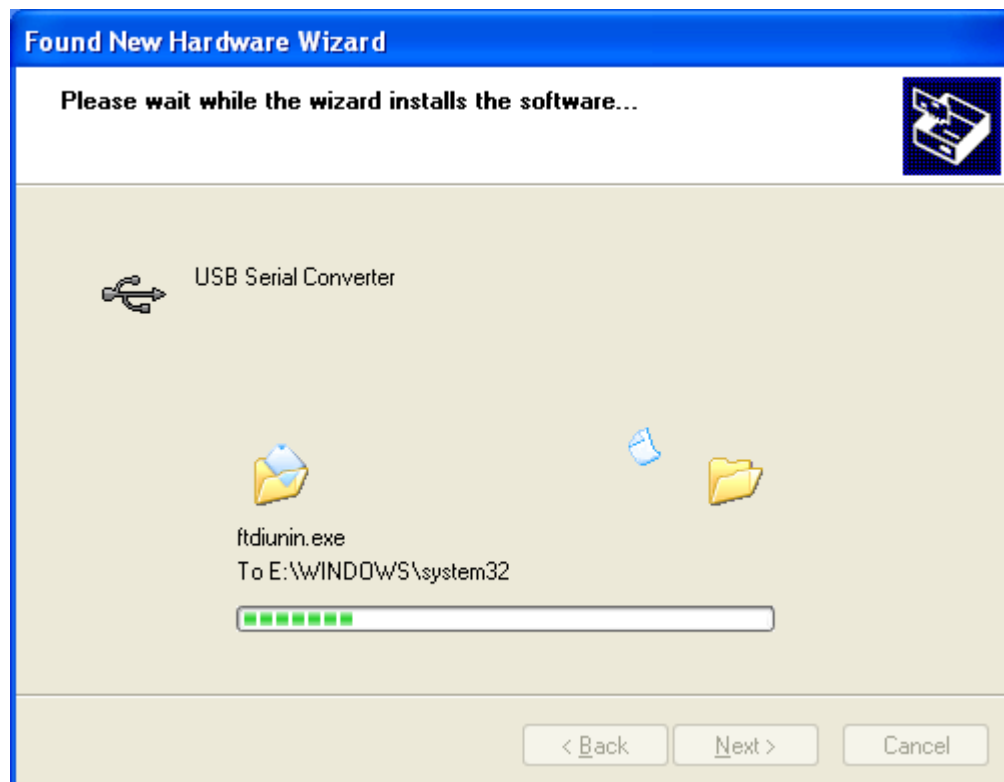 Found New Hardware Wizard
Please wait while the wizard installs the software...
USB Serial Converter
ftdiunin.exe
To E:\WINDOWS\system32
< Back
Next >
Cancel